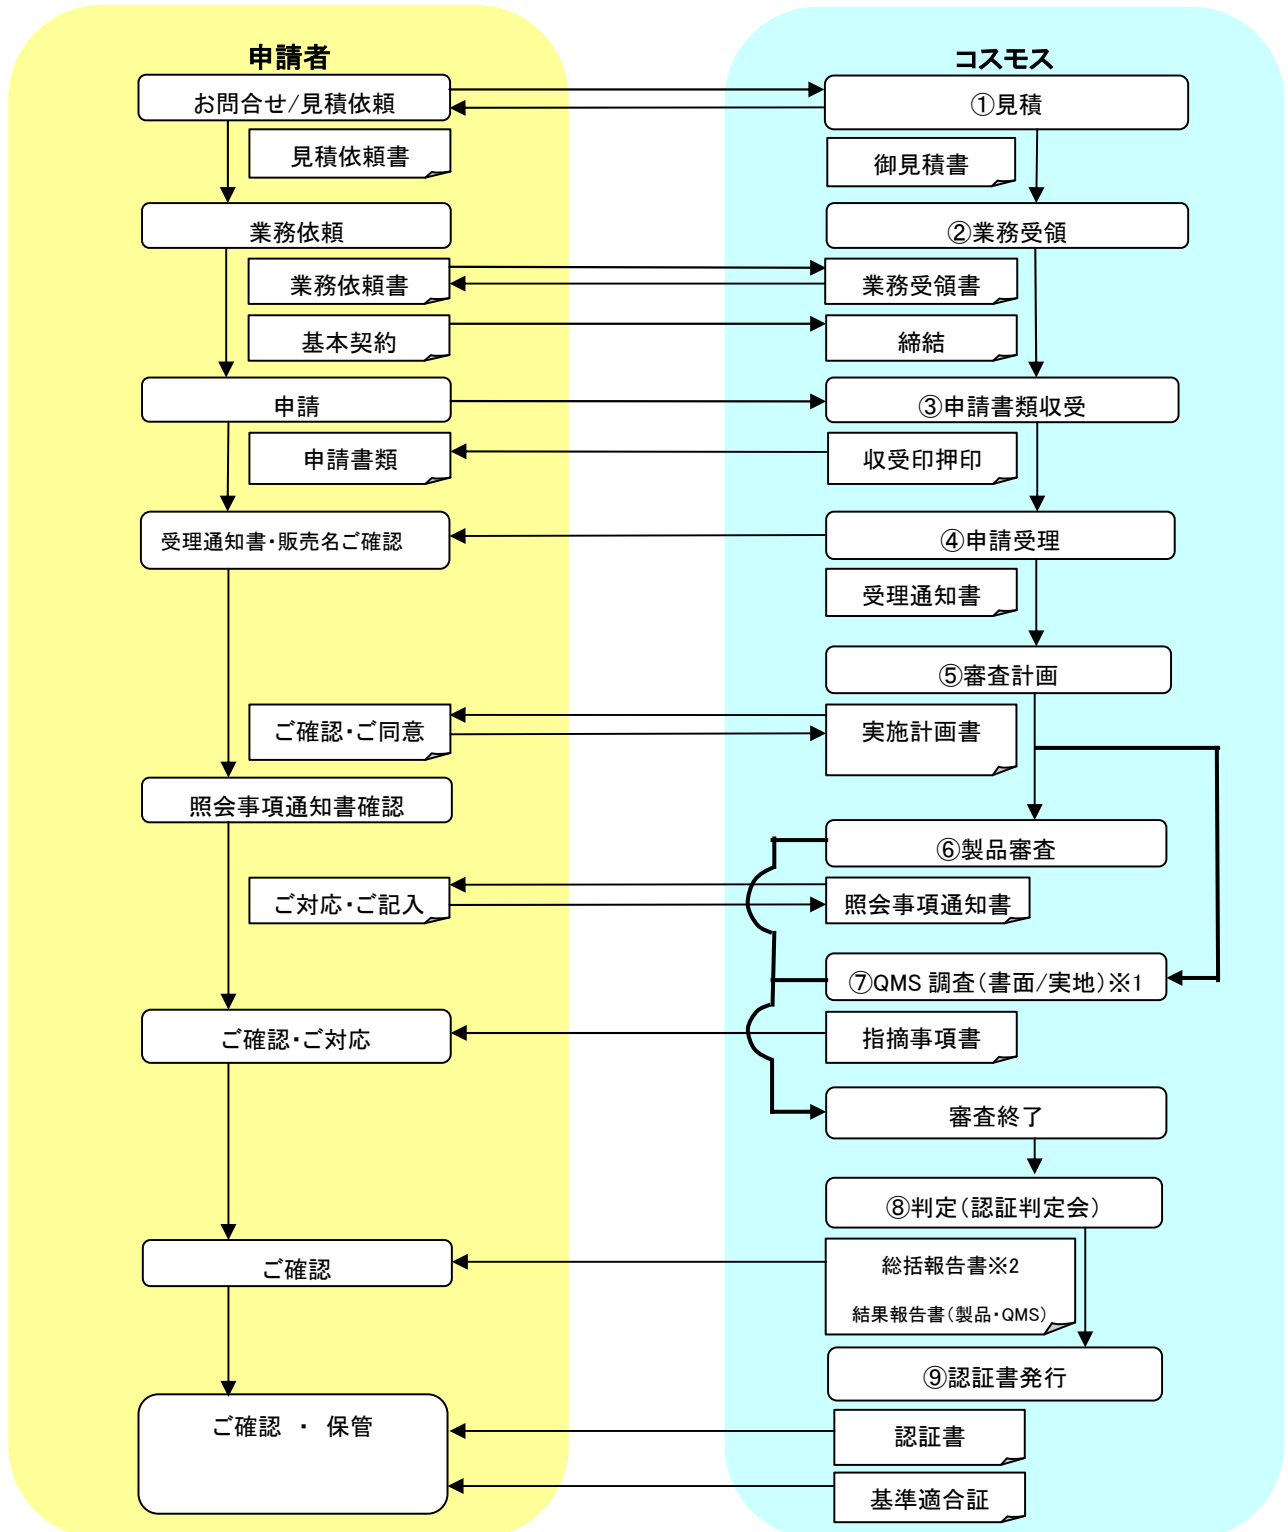 申請者
コスモス
お問合せ/見積依頼
①見積
見積依頼書
御見積書
業務依頼
②業務受領
業務依頼書
業務受領書
基本契約
締結
申請
③申請書類収受
申請書類
収受印押印
受理通知書・販売名ご確認
④申請受理
受理通知書
⑤審査計画
ご確認・ご同意
実施計画書
照会事項通知書確認
⑥製品審査
ご対応・ご記入
照会事項通知書
⑦QMS 調査(書面/実地)※1
ご確認・ご対応
指摘事項書
審査終了
⑧判定(認証判定会)
ご確認
総括報告書※2
結果報告書(製品・QMS)
⑨認証書発行
ご確認 ・ 保管
認証書
基準適合証